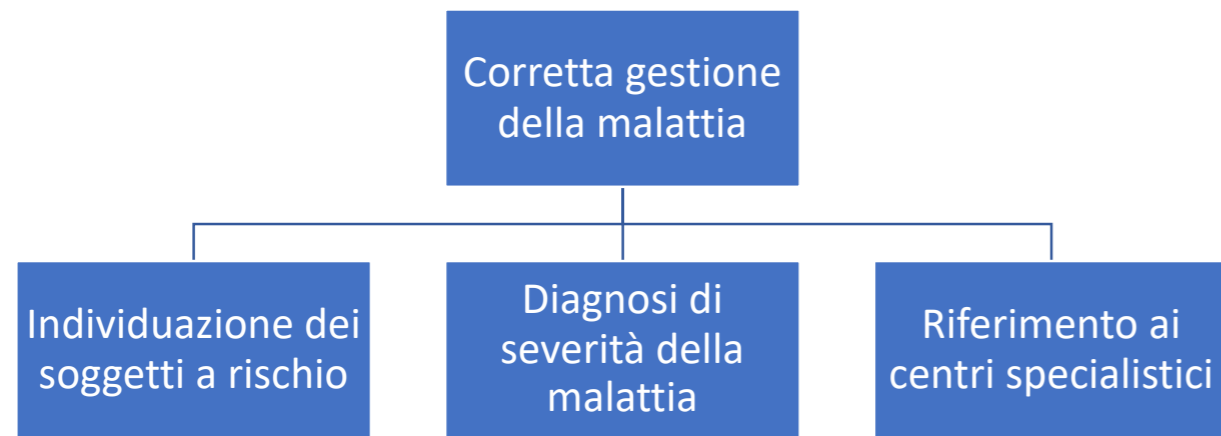 Corretta gestione
della malattia
Individuazione dei
soggetti a rischio
Diagnosi di
severità della
malattia
Riferimento ai
centri specialistici